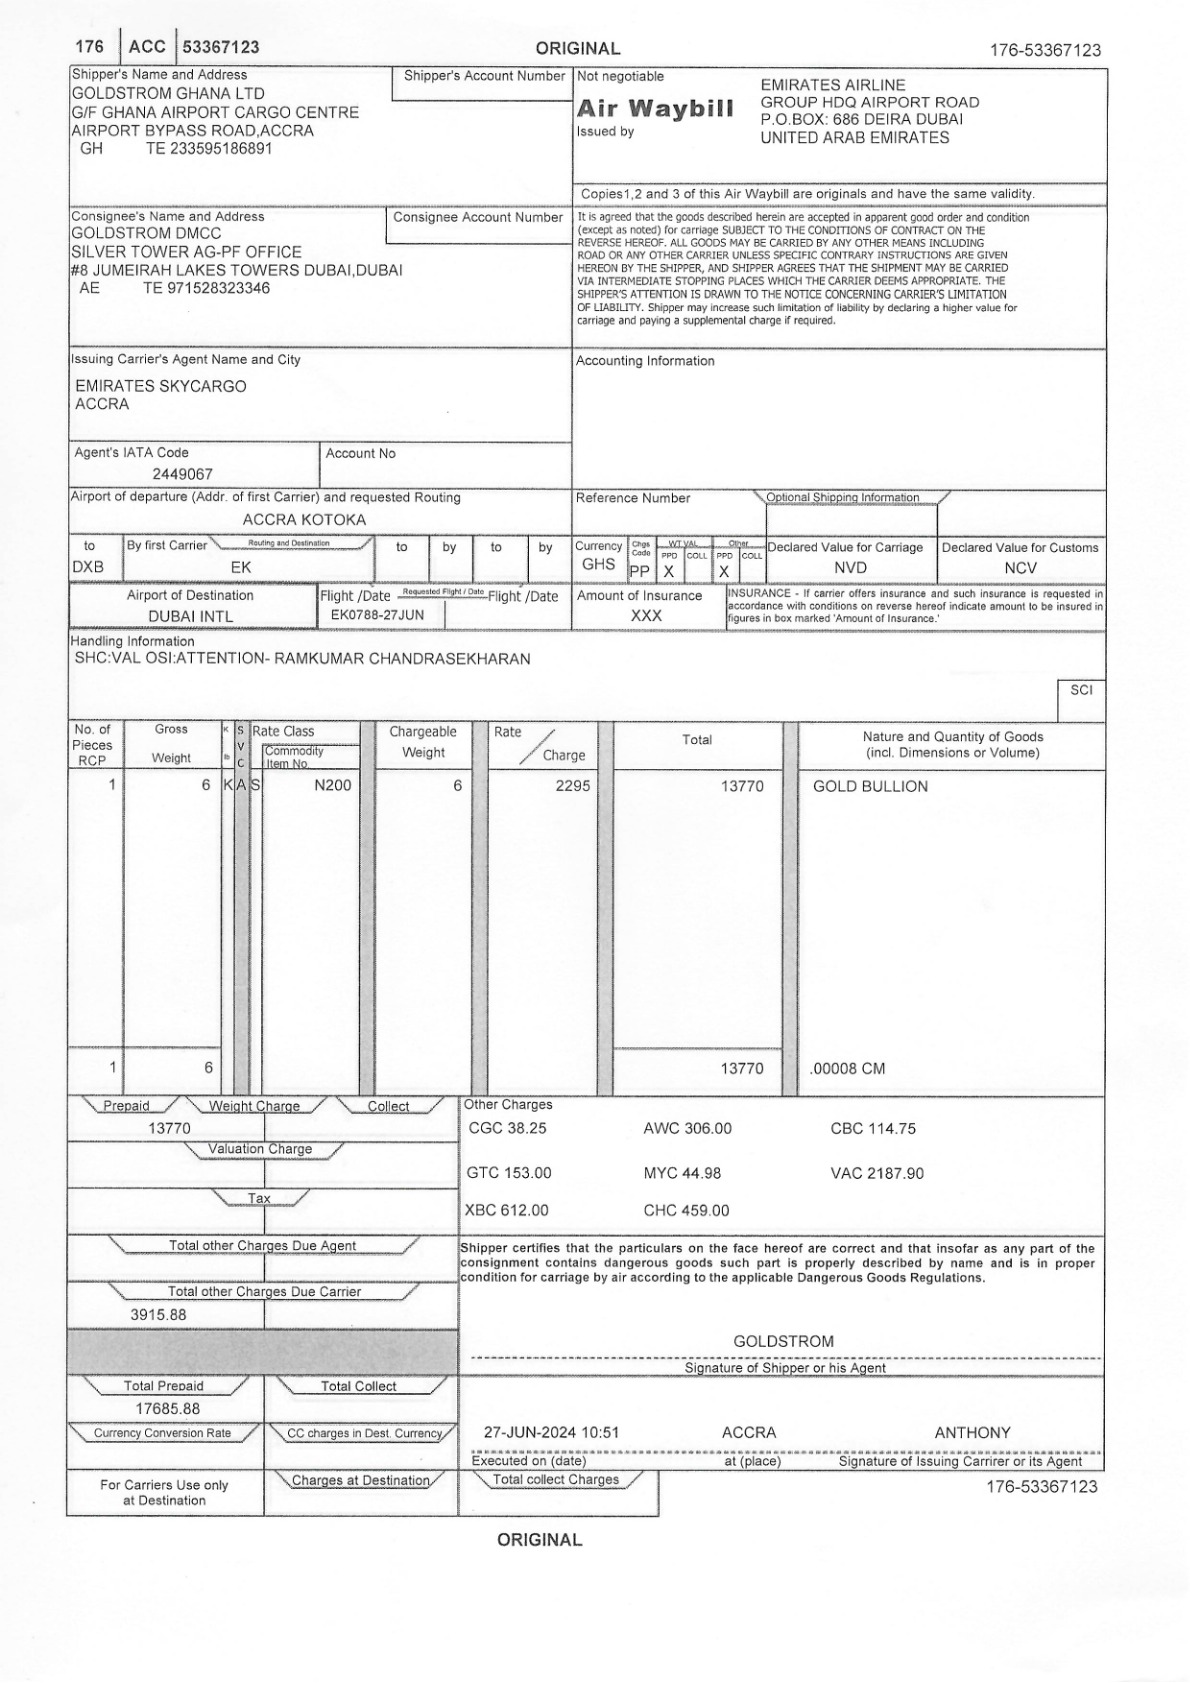 176 ACC 53367123
ORIGINAL
176-53367123
Shipper's Name and Address
Shipper's Account Number
GOLDSTROM GHANA LTD
G/F GHANA AIRPORT CARGO CENTRE
AIRPORT BYPASS ROAD,ACCRA
GH TE 233595186891
Not negotiable
Air Waybill
Issued by
EMIRATES AIRLINE
GROUP HDQ AIRPORT ROAD
P.O.BOX: 686 DEIRA DUBAI
UNITED ARAB EMIRATES
Copies1,2 and 3 of this Air Waybill are originals and have the same validity.
Consignee's Name and Address
Consignee Account Number
GOLDSTROM DMCC
SILVER TOWER AG-PF OFFICE
#8 JUMEIRAH LAKES TOWERS DUBAI,DUBAI
AE TE 971528323346
It is agreed that the goods described herein are accepted in apparent good order and condition
(except as noted) for carriage SUBJECT TO THE CONDITIONS OF CONTRACT ON THE
REVERSE HEREOF. ALL GOODS MAY BE CARRIED BY ANY OTHER MEANS INCLUDING
ROAD OR ANY OTHER CARRIER UNLESS SPECIFIC CONTRARY INSTRUCTIONS ARE GIVEN
HEREON BY THE SHIPPER, AND SHIPPER AGREES THAT THE SHIPMENT MAY BE CARRIED
VIA INTERMEDIATE STOPPING PLACES WHICH THE CARRIER DEEMS APPROPRIATE. THE
SHIPPER'S ATTENTION IS DRAWN TO THE NOTICE CONCERNING CARRIER'S LIMITATION
OF LIABILITY. Shipper may increase such limitation of liability by declaring a higher value for
carriage and paying a supplemental charge if required.
Issuing Carrier's Agent Name and City
EMIRATES SKYCARGO
ACCRA
Accounting Information
Agent's IATA Code
2449067
Account No
Airport of departure (Addr. of first Carrier) and requested Routing
ACCRA KOTOKA
Reference Number
Optional Shipping Information
to
DXB
By first Carrier
Routing and Destination
EK
to
by
to
by
Currency
GHS
Chgs Code
PP
WT VAL
PPD COLL
X
Other
PPD COLL
X
Declared Value for Carriage
NVD
Declared Value for Customs
NCV
Airport of Destination
DUBAI INTL
Flight /Date
Requested Flight / Date
Flight /Date
EK0788-27JUN
Amount of Insurance
XXX
INSURANCE - If carrier offers insurance and such insurance is requested in
accordance with conditions on reverse hereof indicate amount to be insured in
figures in box marked 'Amount of Insurance.'
Handling Information
SHC:VAL OSI:ATTENTION- RAMKUMAR CHANDRASEKHARAN
SCI
No. of Pieces RCP
Gross Weight
K lb
S V C
Rate Class
Commodity Item No.
Chargeable Weight
Rate / Charge
Total
Nature and Quantity of Goods
(incl. Dimensions or Volume)
1 6 K A S N200 6 2295 13770 GOLD BULLION
1 6 13770 .00008 CM
Prepaid
Weight Charge
Collect
13770
Valuation Charge
Tax
Other Charges
CGC 38.25 AWC 306.00 CBC 114.75
GTC 153.00 MYC 44.98 VAC 2187.90
XBC 612.00 CHC 459.00
Total other Charges Due Agent
Total other Charges Due Carrier
3915.88
Shipper certifies that the particulars on the face hereof are correct and that insofar as any part of the
consignment contains dangerous goods such part is properly described by name and is in proper
condition for carriage by air according to the applicable Dangerous Goods Regulations.
GOLDSTROM
Signature of Shipper or his Agent
Total Prepaid
Total Collect
17685.88
Currency Conversion Rate
CC charges in Dest. Currency
27-JUN-2024 10:51 ACCRA ANTHONY
Executed on (date) at (place) Signature of Issuing Carrirer or its Agent
For Carriers Use only
at Destination
Charges at Destination
Total collect Charges
176-53367123
ORIGINAL